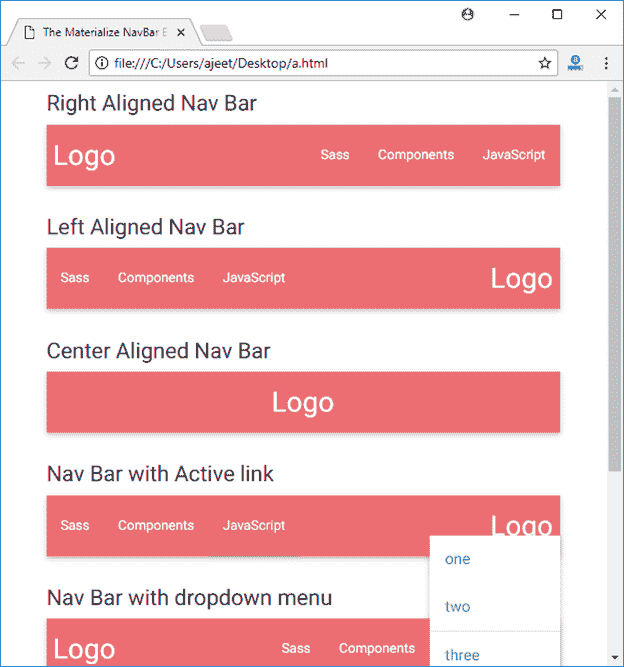 The Materialize NavBar E
file:///C:/Users/ajeet/Desktop/a.html
Right Aligned Nav Bar
Logo Sass Components JavaScript
Left Aligned Nav Bar
Sass Components JavaScript Logo
Center Aligned Nav Bar
Logo
Nav Bar with Active link
Sass Components JavaScript Logo
one
two
Nav Bar with dropdown menu
Logo Sass Components
three